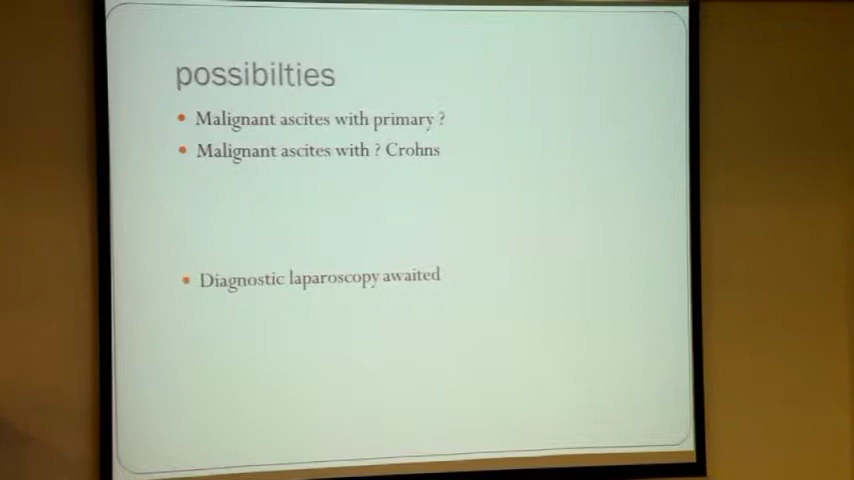 possibilties
• Malignant ascites with primary ?
• Malignant ascites with ? Crohns
• Diagnostic laparoscopy awaited